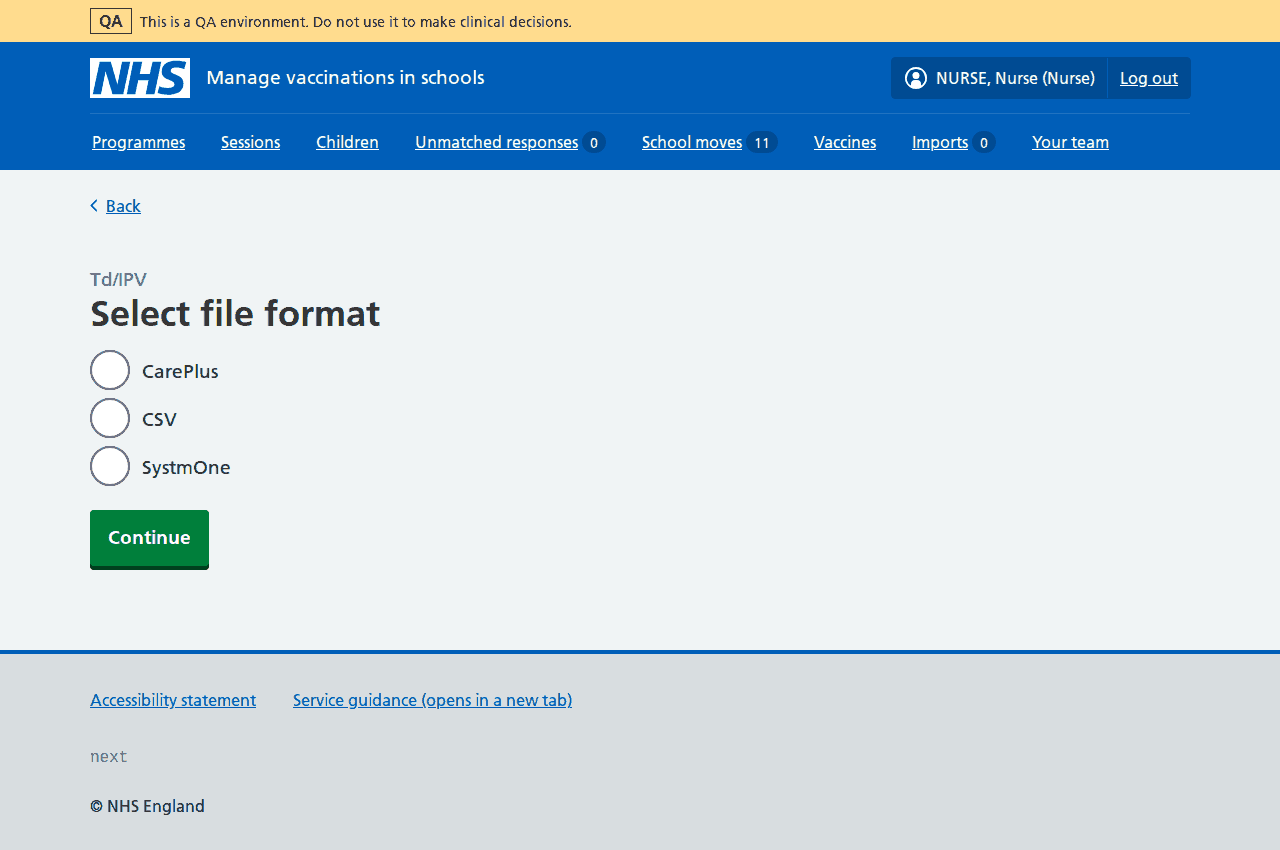 QA This is a QA environment. Do not use it to make clinical decisions.
NHS Manage vaccinations in schools NURSE, Nurse (Nurse) Log out
Programmes Sessions Children Unmatched responses 0 School moves 11 Vaccines Imports 0 Your team
Back
Td/IPV
Select file format
CarePlus
CSV
SystmOne
Continue
Accessibility statement Service guidance (opens in a new tab)
next
© NHS England